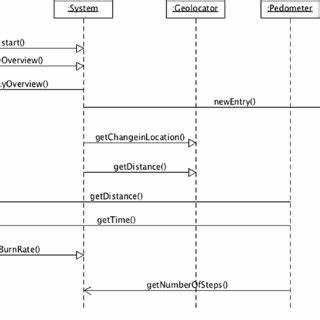 :System
:Geolocator
:Pedometer
start()
Overview()
yOverview()
newEntry()
getChangeinLocation()
getDistance()
getDistance()
getTime()
BurnRate()
getNumberOfSteps()